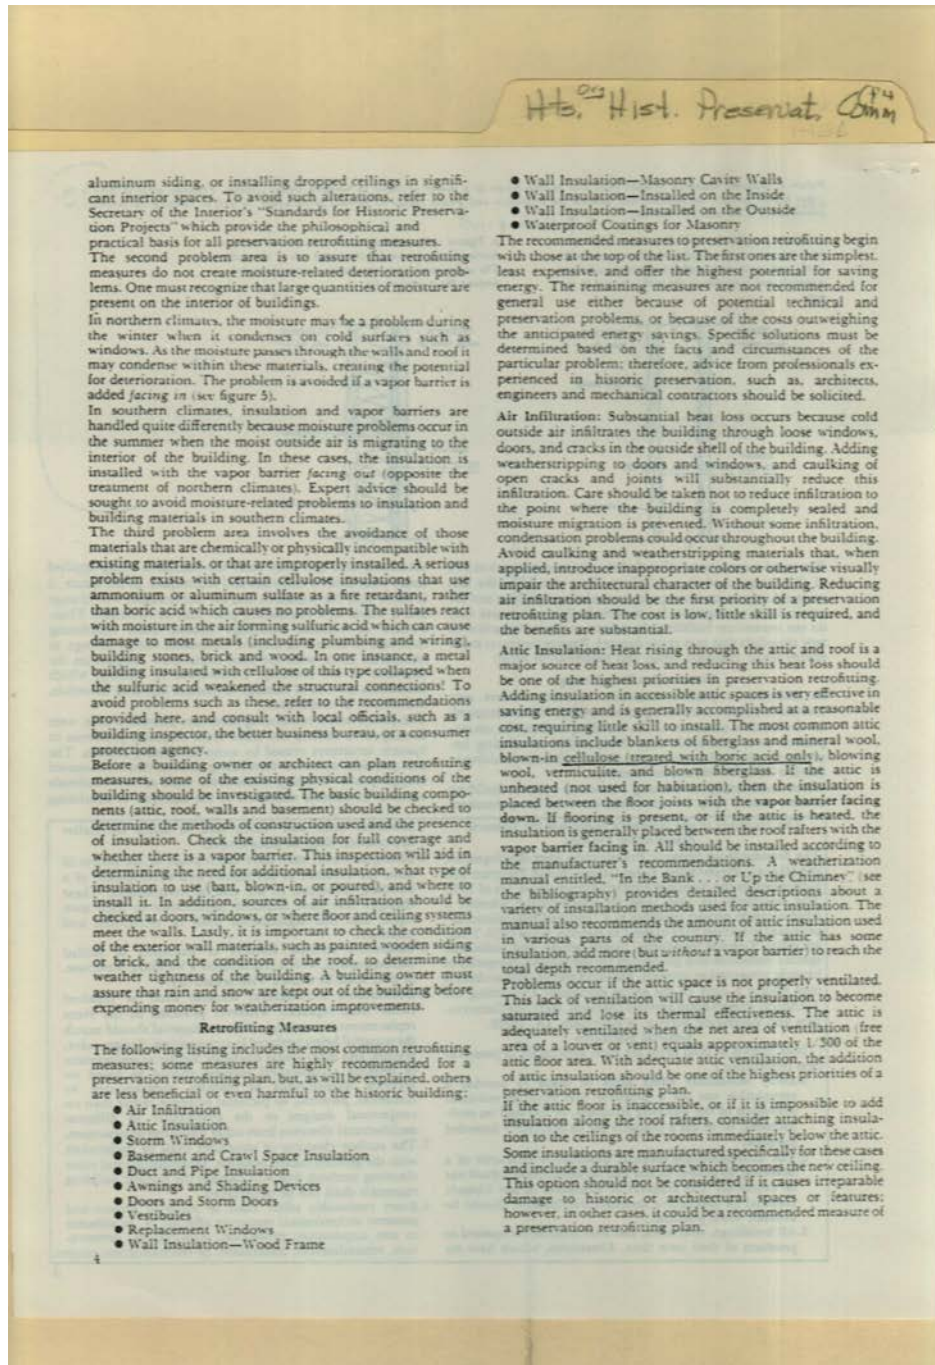 Hts. Org Hist. Preservat. Comm
aluminum siding, or installing dropped ceilings in signifi-
cant interior spaces. To avoid such alterations, refer to the
Secretary of the Interior's "Standards for Historic Preserva-
tion Projects" which provide the philosophical and
practical basis for all preservation retrofitting measures.
The second problem area is to assure that retrofitting
measures do not create moisture-related deterioration prob-
lems. One must recognize that large quantities of moisture are
present on the interior of buildings.
In northern climates, the moisture may be a problem during
the winter when it condenses on cold surfaces such as
windows. As the moisture passes through the walls and roof it
may condense within these materials, creating the potential
for deterioration. The problem is avoided if a vapor barrier is
added facing in (see figure 5).
In southern climates, insulation and vapor barriers are
handled quite differently because moisture problems occur in
the summer when the moist outside air is migrating to the
interior of the building. In these cases, the insulation is
installed with the vapor barrier facing out (opposite the
treatment of northern climates). Expert advice should be
sought to avoid moisture-related problems to insulation and
building materials in southern climates.
The third problem area involves the avoidance of those
materials that are chemically or physically incompatible with
existing materials, or that are improperly installed. A serious
problem exists with certain cellulose insulations that use
ammonium or aluminum sulfate as a fire retardant, rather
than boric acid which causes no problems. The sulfates react
with moisture in the air forming sulfuric acid which can cause
damage to most metals (including plumbing and wiring),
building stones, brick and wood. In one instance, a metal
building insulated with cellulose of this type collapsed when
the sulfuric acid weakened the structural connections! To
avoid problems such as these, refer to the recommendations
provided here, and consult with local officials, such as a
building inspector, the better business bureau, or a consumer
protection agency.
Before a building owner or architect can plan retrofitting
measures, some of the existing physical conditions of the
building should be investigated. The basic building compo-
nents (attic, roof, walls and basement) should be checked to
determine the methods of construction used and the presence
of insulation. Check the insulation for full coverage and
whether there is a vapor barrier. This inspection will aid in
determining the need for additional insulation, what type of
insulation to use (batt, blown-in, or poured), and where to
install it. In addition, sources of air infiltration should be
checked at doors, windows, or where floor and ceiling systems
meet the walls. Lastly, it is important to check the condition
of the exterior wall materials, such as painted wooden siding
or brick, and the condition of the roof, to determine the
weather tightness of the building. A building owner must
assure that rain and snow are kept out of the building before
expending money for weatherization improvements.
Retrofitting Measures
The following listing includes the most common retrofitting
measures; some measures are highly recommended for a
preservation retrofitting plan, but, as will be explained, others
are less beneficial or even harmful to the historic building:
● Air Infiltration
● Attic Insulation
● Storm Windows
● Basement and Crawl Space Insulation
● Duct and Pipe Insulation
● Awnings and Shading Devices
● Doors and Storm Doors
● Vestibules
● Replacement Windows
● Wall Insulation—Wood Frame
4
● Wall Insulation—Masonry Cavity Walls
● Wall Insulation—Installed on the Inside
● Wall Insulation—Installed on the Outside
● Waterproof Coatings for Masonry
The recommended measures to preservation retrofitting begin
with those at the top of the list. The first ones are the simplest,
least expensive, and offer the highest potential for saving
energy. The remaining measures are not recommended for
general use either because of potential technical and
preservation problems, or because of the costs outweighing
the anticipated energy savings. Specific solutions must be
determined based on the facts and circumstances of the
particular problem; therefore, advice from professionals ex-
perienced in historic preservation, such as, architects,
engineers and mechanical contractors should be solicited.
Air Infiltration: Substantial heat loss occurs because cold
outside air infiltrates the building through loose windows,
doors, and cracks in the outside shell of the building. Adding
weatherstripping to doors and windows, and caulking of
open cracks and joints will substantially reduce this
infiltration. Care should be taken not to reduce infiltration to
the point where the building is completely sealed and
moisture migration is prevented. Without some infiltration,
condensation problems could occur throughout the building.
Avoid caulking and weatherstripping materials that, when
applied, introduce inappropriate colors or otherwise visually
impair the architectural character of the building. Reducing
air infiltration should be the first priority of a preservation
retrofitting plan. The cost is low, little skill is required, and
the benefits are substantial.
Attic Insulation: Heat rising through the attic and roof is a
major source of heat loss, and reducing this heat loss should
be one of the highest priorities in preservation retrofitting.
Adding insulation in accessible attic spaces is very effective in
saving energy and is generally accomplished at a reasonable
cost, requiring little skill to install. The most common attic
insulations include blankets of fiberglass and mineral wool,
blown-in cellulose (treated with boric acid only), blowing
wool, vermiculite, and blown fiberglass. If the attic is
unheated (not used for habitation), then the insulation is
placed between the floor joists with the vapor barrier facing
down. If flooring is present, or if the attic is heated, the
insulation is generally placed between the roof rafters with the
vapor barrier facing in. All should be installed according to
the manufacturer's recommendations. A weatherization
manual entitled, "In the Bank . . . or Up the Chimney" (see
the bibliography) provides detailed descriptions about a
variety of installation methods used for attic insulation. The
manual also recommends the amount of attic insulation used
in various parts of the country. If the attic has some
insulation, add more (but without a vapor barrier) to reach the
total depth recommended.
Problems occur if the attic space is not properly ventilated.
This lack of ventilation will cause the insulation to become
saturated and lose its thermal effectiveness. The attic is
adequately ventilated when the net area of ventilation (free
area of a louver or vent) equals approximately 1/300 of the
attic floor area. With adequate attic ventilation, the addition
of attic insulation should be one of the highest priorities of a
preservation retrofitting plan.
If the attic floor is inaccessible, or if it is impossible to add
insulation along the roof rafters, consider attaching insula-
tion to the ceilings of the rooms immediately below the attic.
Some insulations are manufactured specifically for these cases
and include a durable surface which becomes the new ceiling.
This option should not be considered if it causes irreparable
damage to historic or architectural spaces or features;
however, in other cases, it could be a recommended measure of
a preservation retrofitting plan.